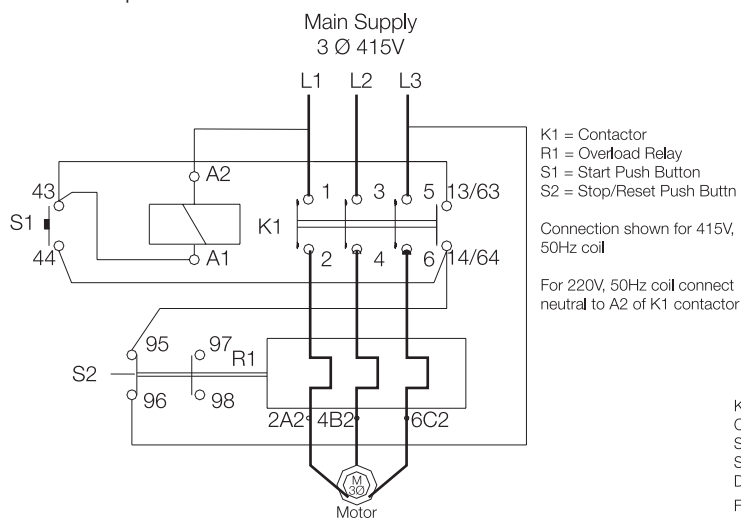 Main Supply
3 Ø 415V
L1 L2 L3
K1 = Contactor
R1 = Overload Relay
S1 = Start Push Button
S2 = Stop/Reset Push Buttn
Connection shown for 415V,
50Hz coil
For 220V, 50Hz coil connect
neutral to A2 of K1 contactor
A2
43 1 3 5 13/63
S1 K1
44 A1 2 4 6 14/64
95 97 R1
S2
96 98
2A2 4B2 6C2
M
3Ø
Motor
K
C
S
S
D
F